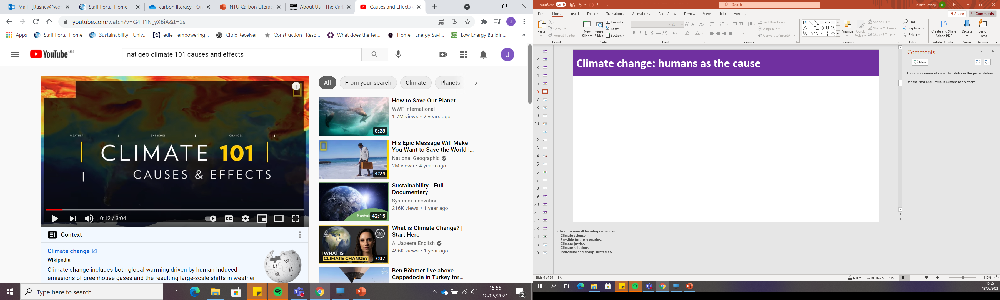 Mail - j.tasney@wor
Staff Portal Home
carbon literacy - On
NTU Carbon Literac
About Us - The Carl
Causes and Effects
youtube.com/watch?v=G4H1N_yXBiA&t=2s
J
Apps
Staff Portal Home
Sustainability - Univ...
edie - empowering...
Citrix Receiver
Construction | Reso...
What does the ter...
Home - Energy Savi...
AECB Low Energy Buildin...
»
YouTube GB
nat geo climate 101 causes and effects
J
WEATHER
EXTREMES
CHANGES
CLIMATE 101
CAUSES & EFFECTS
0:12 / 3:04
CC
Context
Climate change
Wikipedia
Climate change includes both global warming driven by human-induced
emissions of greenhouse gases and the resulting large-scale shifts in weather
All
From your search
Climate
Planets
How to Save Our Planet
WWF International
1.7M views • 2 years ago
8:28
His Epic Message Will Make
You Want to Save the World |...
National Geographic
2M views • 4 years ago
4:24
Sustainability - Full
Documentary
Systems Innovation
216K views • 1 year ago
Sustai
42:15
What is Climate Change? |
Start Here
Al Jazeera English
496K views • 1 year ago
WHAT IS
CLIMATE CHANGE?
7:07
Ben Böhmer live above
Cappadocia in Turkey for...
Type here to search
15:55
18/05/2021
2
AutoSave On
Search
Jessica Tasney
JT
File
Home
Insert
Design
Transitions
Animations
Slide Show
Review
View
Help
Acrobat
Share
Comments
Paste
Cut
Copy
Format Painter
Clipboard
New
Slide
Reuse
Slides
Layout
Reset
Section
Slides
28
B I U S ab AV Aa A
Font
Text Direction
Align Text
Convert to SmartArt
Paragraph
Arrange
Quick
Styles
Shape Fill
Shape Outline
Shape Effects
Drawing
Find
Replace
Select
Editing
Create and Share
Adobe PDF
Adobe Acrobat
Dictate
Voice
Design
Ideas
Designer
1
2
3
4
5
6
7
8
9
10
11
12
13
14
15
16
17
18
19
20
21
22
23
24
25
26
Climate change: humans as the cause
Comments
New
There are comments on other slides in this presentation.
Use the Next and Previous buttons to see them.
Introduce overall learning outcomes:
- Climate science.
- Possible future scenarios.
- Climate justice.
- Climate solutions.
- Individual and group strategies.
Slide 6 of 26
Notes
Display Settings
115%
15:55
18/05/2021